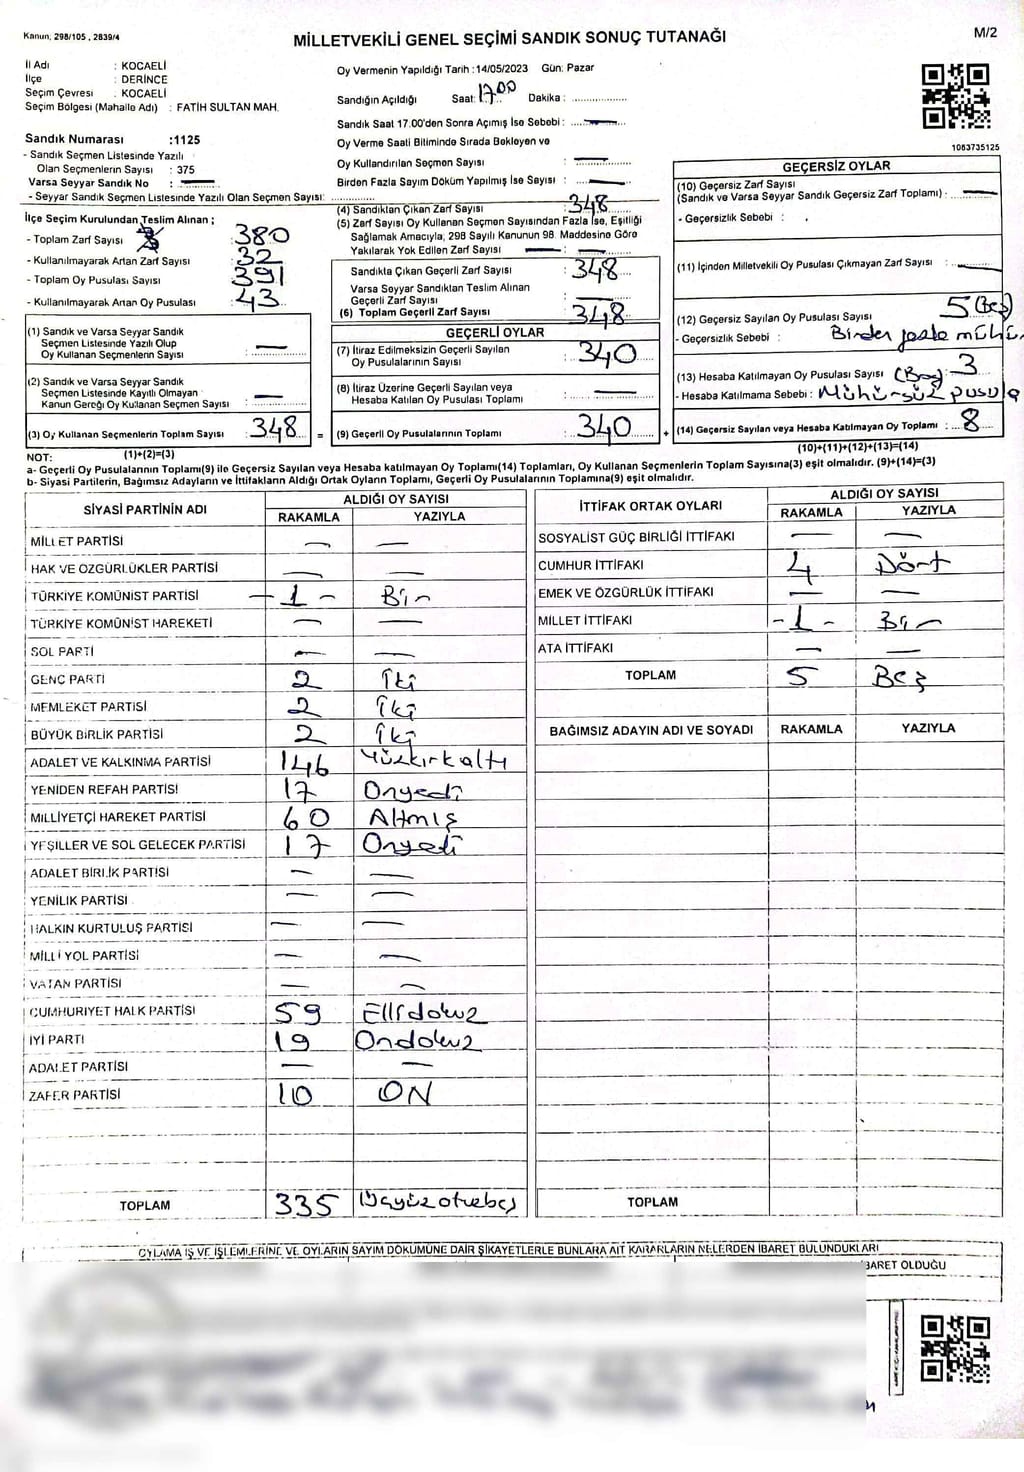 Kanun, 298/105 , 2839/4
MİLLETVEKİLİ GENEL SEÇİMİ SANDIK SONUÇ TUTANAĞI
M/2
İl Adı : KOCAELİ
İlçe : DERİNCE
Seçim Çevresi : KOCAELİ
Seçim Bölgesi (Mahalle Adı) : FATİH SULTAN MAH.
Sandık Numarası :1125
- Sandık Seçmen Listesinde Yazılı
Olan Seçmenlerin Sayısı : 375
Varsa Seyyar Sandık No :
- Seyyar Sandık Seçmen Listesinde Yazılı Olan Seçmen Sayısı:
Oy Vermenin Yapıldığı Tarih :14/05/2023 Gün: Pazar
Sandığın Açıldığı Saat: 17.00 Dakika :
Sandık Saat 17.00'den Sonra Açımış İse Sebebi :
Oy Verme Saati Bitiminde Sırada Bekleyen ve
Oy Kullandırılan Seçmen Sayısı :
Birden Fazla Sayım Döküm Yapılmış İse Sayısı :
1063735125
İlçe Seçim Kurulundan Teslim Alınan ;
- Toplam Zarf Sayısı : 380
- Kullanılmayarak Artan Zarf Sayısı : 32
- Toplam Oy Pusulası Sayısı : 391
- Kullanılmayarak Artan Oy Pusulası : 43
(1) Sandık ve Varsa Seyyar Sandık
Seçmen Listesinde Yazılı Olup
Oy Kullanan Seçmenlerin Sayısı :
(2) Sandık ve Varsa Seyyar Sandık
Seçmen Listesinde Kayıtlı Olmayan
Kanun Gereği Oy Kullanan Seçmen Sayısı :
(3) Oy Kullanan Seçmenlerin Toplam Sayısı : 348 =
(1)+(2)=(3)
(4) Sandıktan Çıkan Zarf Sayısı : 348
(5) Zarf Sayısı Oy Kullanan Seçmen Sayısından Fazla İse, Eşitliği
Sağlamak Amacıyla; 298 Sayılı Kanunun 98. Maddesine Göre
Yakılarak Yok Edilen Zarf Sayısı :
Sandıkla Çıkan Geçerli Zarf Sayısı : 348
Varsa Seyyar Sandıktan Teslim Alınan
Geçerli Zarf Sayısı :
(6) Toplam Geçerli Zarf Sayısı : 348
GEÇERLİ OYLAR
(7) İtiraz Edilmeksizin Geçerli Sayılan
Oy Pusulalarının Sayısı : 340
(8) İtiraz Üzerine Geçerli Sayılan veya
Hesaba Katılan Oy Pusulası Toplamı :
(9) Geçerli Oy Pusulalarının Toplamı : 340 +
GEÇERSİZ OYLAR
(10) Geçersiz Zarf Sayısı
(Sandık ve Varsa Seyyar Sandık Geçersiz Zarf Toplamı) :
- Geçersizlik Sebebi : .
(11) İçinden Milletvekili Oy Pusulası Çıkmayan Zarf Sayısı :
(12) Geçersiz Sayılan Oy Pusulası Sayısı : 5 (Beş)
- Geçersizlik Sebebi : Birden fazla mühür
(13) Hesaba Katılmayan Oy Pusulası Sayısı : 3
- Hesaba Katılmama Sebebi : Mühürsüz pusula
(14) Geçersiz Sayılan veya Hesaba Katılmayan Oy Toplamı : 8
(10)+(11)+(12)+(13)=(14)
NOT:
a- Geçerli Oy Pusulalarının Toplamı(9) ile Geçersiz Sayılan veya Hesaba katılmayan Oy Toplamı(14) Toplamları, Oy Kullanan Seçmenlerin Toplam Sayısına(3) eşit olmalıdır. (9)+(14)=(3)
b- Siyasi Partilerin, Bağımsız Adayların ve İttifakların Aldığı Ortak Oyların Toplamı, Geçerli Oy Pusulalarının Toplamına(9) eşit olmalıdır.
SİYASİ PARTİNİN ADI ALDIĞI OY SAYISI
RAKAMLA YAZIYLA
MİLLET PARTİSİ — —
HAK VE ÖZGÜRLÜKLER PARTİSİ — —
TÜRKİYE KOMÜNİST PARTİSİ — 1 — Bir
TÜRKİYE KOMÜNİST HAREKETİ — —
SOL PARTİ — —
GENÇ PARTİ 2 İki
MEMLEKET PARTİSİ 2 İki
BÜYÜK BİRLİK PARTİSİ 2 İki
ADALET VE KALKINMA PARTİSİ 146 Yüzkırkaltı
YENİDEN REFAH PARTİSİ 17 Onyedi
MİLLİYETÇİ HAREKET PARTİSİ 60 Altmış
YEŞİLLER VE SOL GELECEK PARTİSİ 17 Onyedi
ADALET BİRLİK PARTİSİ — —
YENİLİK PARTİSİ — —
HALKIN KURTULUŞ PARTİSİ — —
MİLLİ YOL PARTİSİ — —
VATAN PARTİSİ — —
CUMHURİYET HALK PARTİSİ 59 Ellidokuz
İYİ PARTİ 19 Ondokuz
ADALET PARTİSİ — —
ZAFER PARTİSİ 10 ON
TOPLAM 335 Üçyüzotuzbeş
İTTİFAK ORTAK OYLARI ALDIĞI OY SAYISI
RAKAMLA YAZIYLA
SOSYALİST GÜÇ BİRLİĞİ İTTİFAKI — —
CUMHUR İTTİFAKI 4 Dört
EMEK VE ÖZGÜRLÜK İTTİFAKI — —
MİLLET İTTİFAKI - 1 - Bir
ATA İTTİFAKI — —
TOPLAM 5 Beş
BAĞIMSIZ ADAYIN ADI VE SOYADI RAKAMLA YAZIYLA
TOPLAM
OYLAMA İŞ VE İŞLEMLERİNE VE OYLARIN SAYIM DÖKÜMÜNE DAİR ŞİKAYETLERLE BUNLARA AİT KARARLARIN NELERDEN İBARET BULUNDUKLARI
BARET OLDUĞU